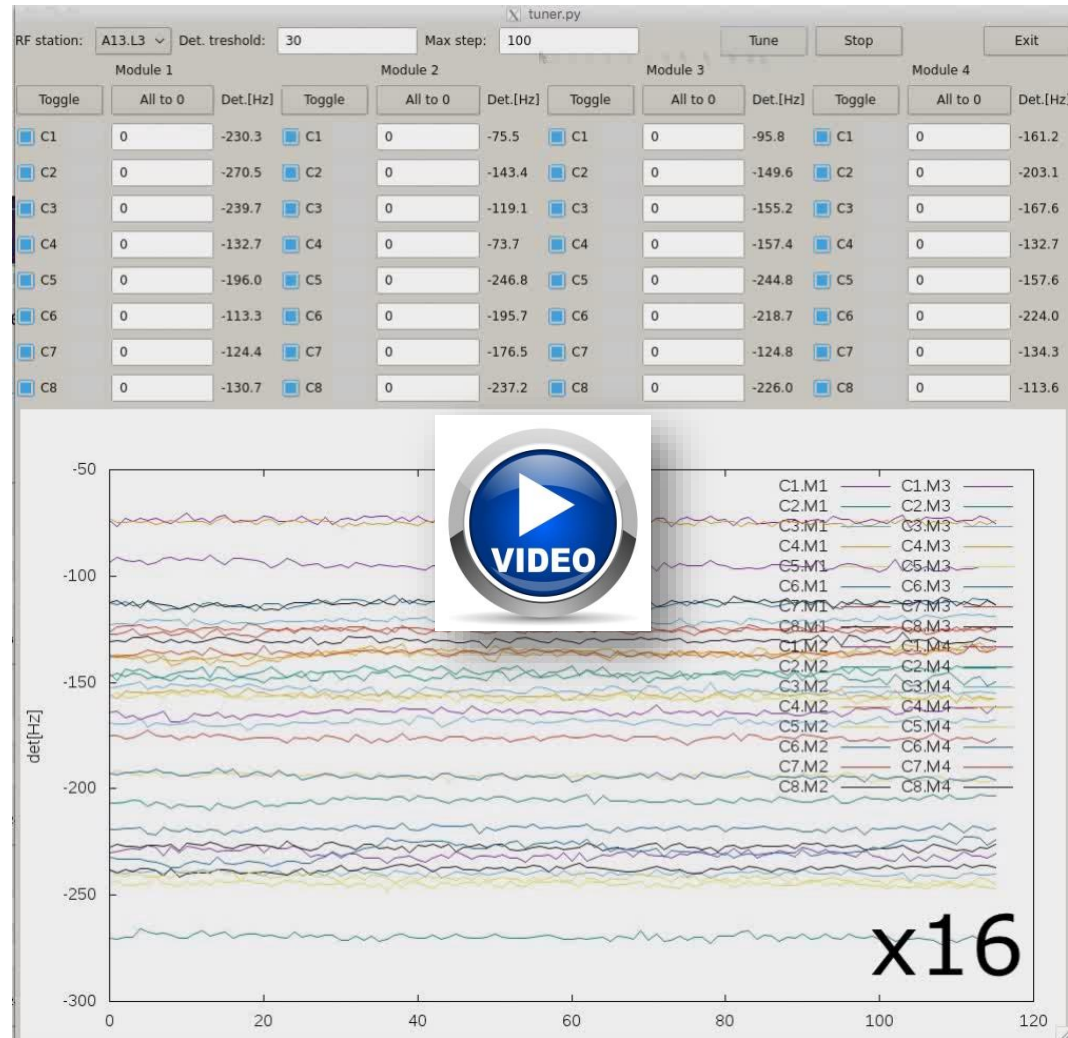 tuner.py
RF station: A13.L3 Det. treshold: 30 Max step: 100 Tune Stop Exit
Module 1 Module 2 Module 3 Module 4
Toggle All to 0 Det.[Hz] Toggle All to 0 Det.[Hz] Toggle All to 0 Det.[Hz] Toggle All to 0 Det.[Hz]
C1 0 -230.3 C1 0 -75.5 C1 0 -95.8 C1 0 -161.2
C2 0 -270.5 C2 0 -143.4 C2 0 -149.6 C2 0 -203.1
C3 0 -239.7 C3 0 -119.1 C3 0 -155.2 C3 0 -167.6
C4 0 -132.7 C4 0 -73.7 C4 0 -157.4 C4 0 -132.7
C5 0 -196.0 C5 0 -246.8 C5 0 -244.8 C5 0 -157.6
C6 0 -113.3 C6 0 -195.7 C6 0 -218.7 C6 0 -224.0
C7 0 -124.4 C7 0 -176.5 C7 0 -124.8 C7 0 -134.3
C8 0 -130.7 C8 0 -237.2 C8 0 -226.0 C8 0 -113.6
VIDEO
-50
-100
-150
-200
-250
-300
det[Hz]
C1.M1 C1.M3
C2.M1 C2.M3
C3.M1 C3.M3
C4.M1 C4.M3
C5.M1 C5.M3
C6.M1 C6.M3
C7.M1 C7.M3
C8.M1 C8.M3
C1.M2 C1.M4
C2.M2 C2.M4
C3.M2 C3.M4
C4.M2 C4.M4
C5.M2 C5.M4
C6.M2 C6.M4
C7.M2 C7.M4
C8.M2 C8.M4
x16
0 20 40 60 80 100 120